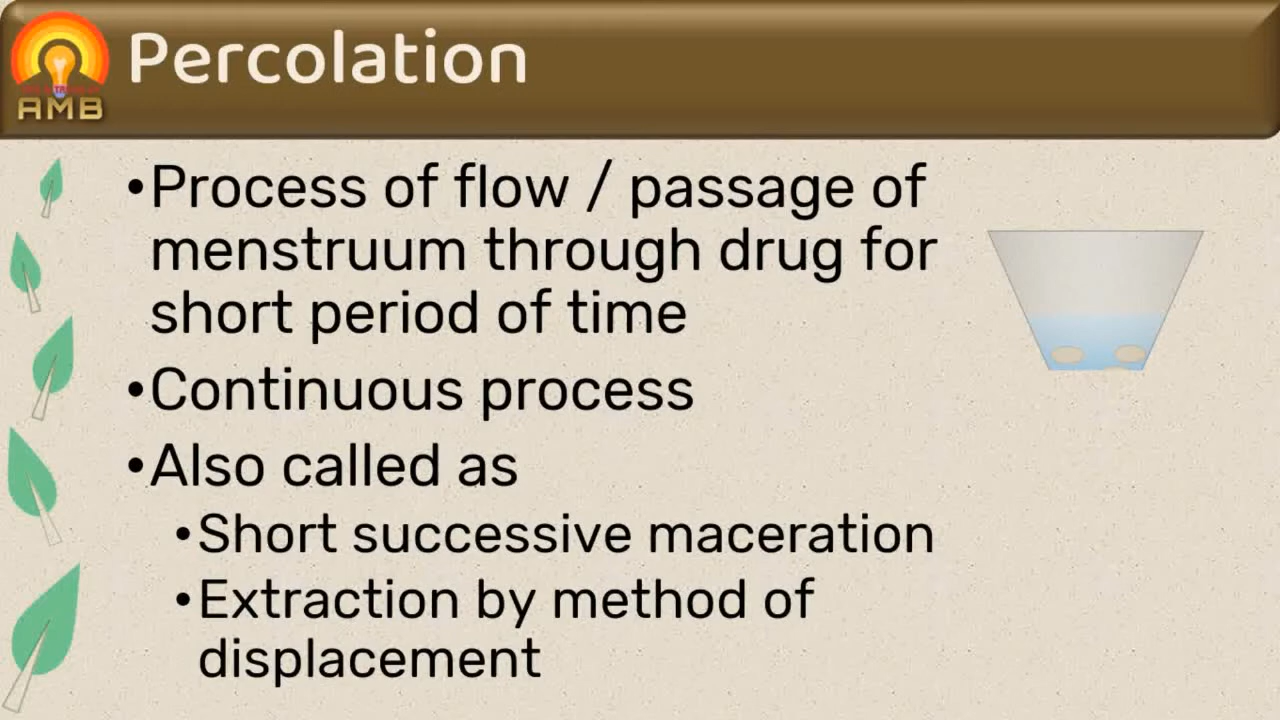 Percolation
AMB
•Process of flow / passage of
menstruum through drug for
short period of time
•Continuous process
•Also called as
•Short successive maceration
•Extraction by method of
displacement